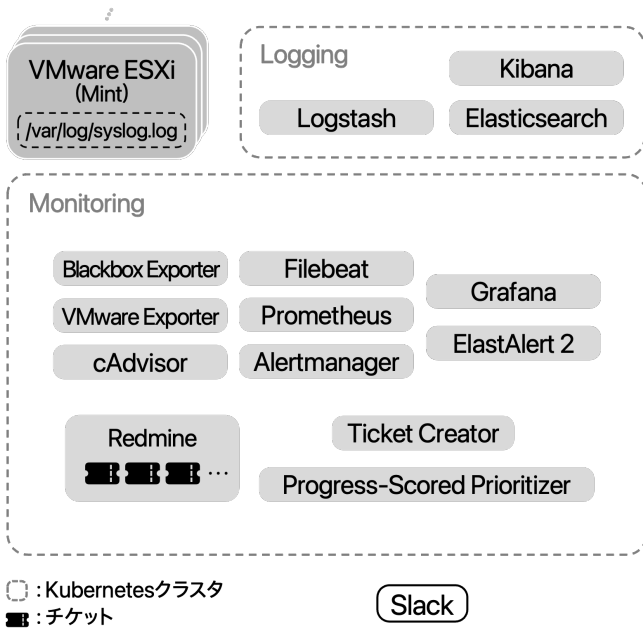 VMware ESXi
(Mint)
/var/log/syslog.log
Logging
Kibana
Logstash
Elasticsearch
Monitoring
Blackbox Exporter
Filebeat
Grafana
VMware Exporter
Prometheus
ElastAlert 2
cAdvisor
Alertmanager
Redmine
...
Ticket Creator
Progress-Scored Prioritizer
: Kubernetesクラスタ
: チケット
Slack